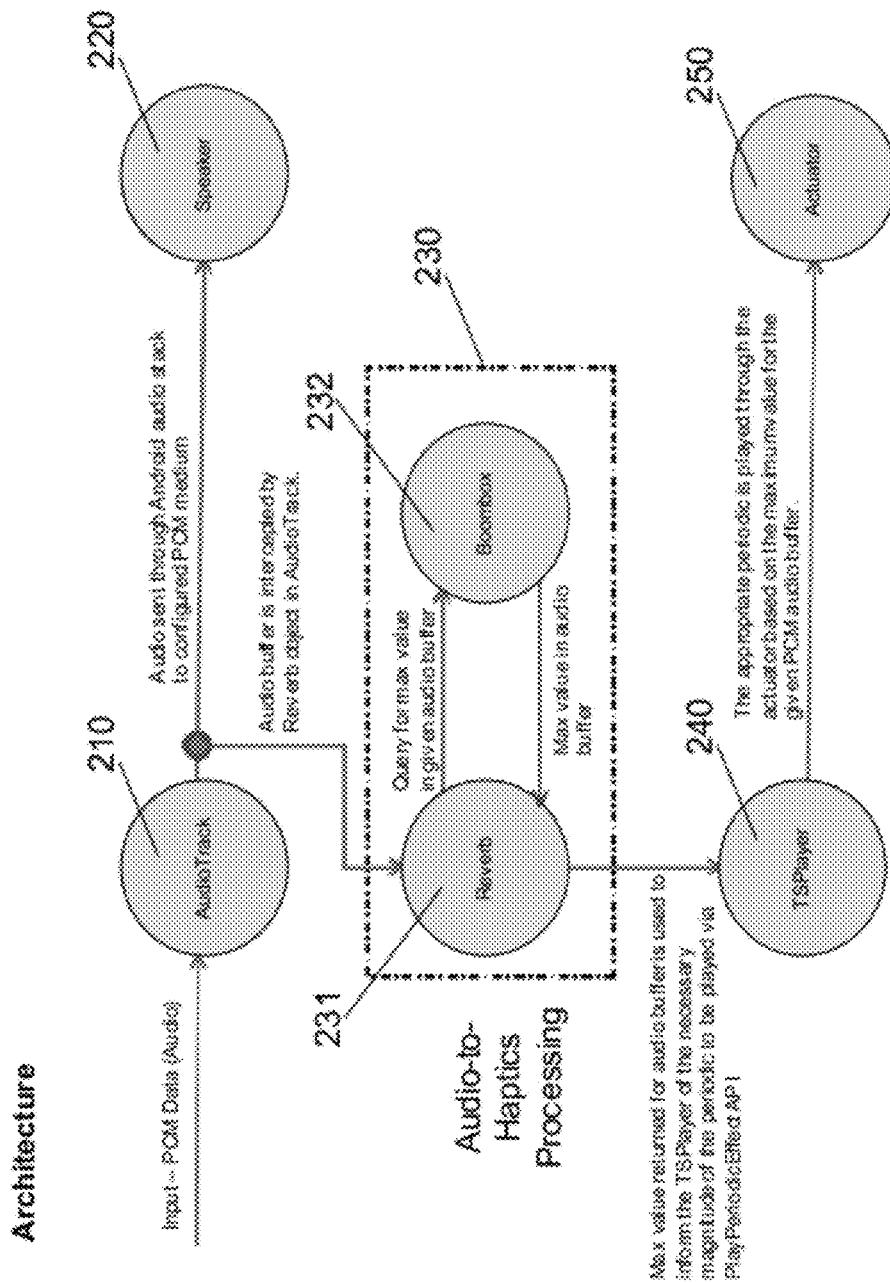 Architecture
Input – PCM Data (Audio)
210
AudioTrack
Audio sent through Android audio stack
to configured PCM medium
220
Speaker
Audio buffer is intercepted by
Reverb object in AudioTrack.
230
Audio-to-
Haptics
Processing
231
Reverb
Query for max value
in given audio buffer
232
Boombox
Max value in audio
buffer
Max value returned for audio buffer is used to
inform the TSPlayer of the necessary
magnitude of the periodic to be played via
PlayPeriodicEffect API
240
TSPlayer
The appropriate periodic is played through the
actuator based on the maximum value for the
given PCM audio buffer.
250
Actuator